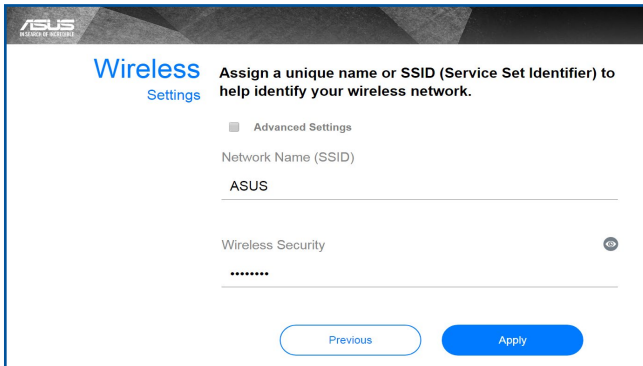 ASUS
IN SEARCH OF INCREDIBLE
Wireless
Settings
Assign a unique name or SSID (Service Set Identifier) to
help identify your wireless network.
Advanced Settings
Network Name (SSID)
ASUS
Wireless Security
••••••••
Previous
Apply